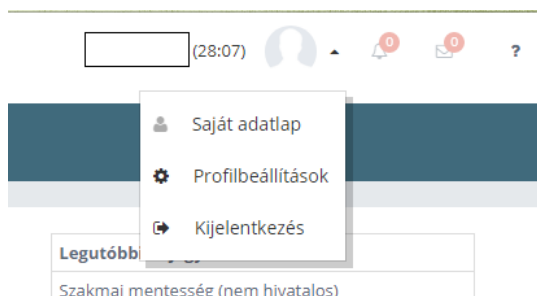 (28:07) 0 0 ?
Saját adatlap
Profilbeállítások
Kijelentkezés
Legutóbbi
Szakmai mentesség (nem hivatalos)